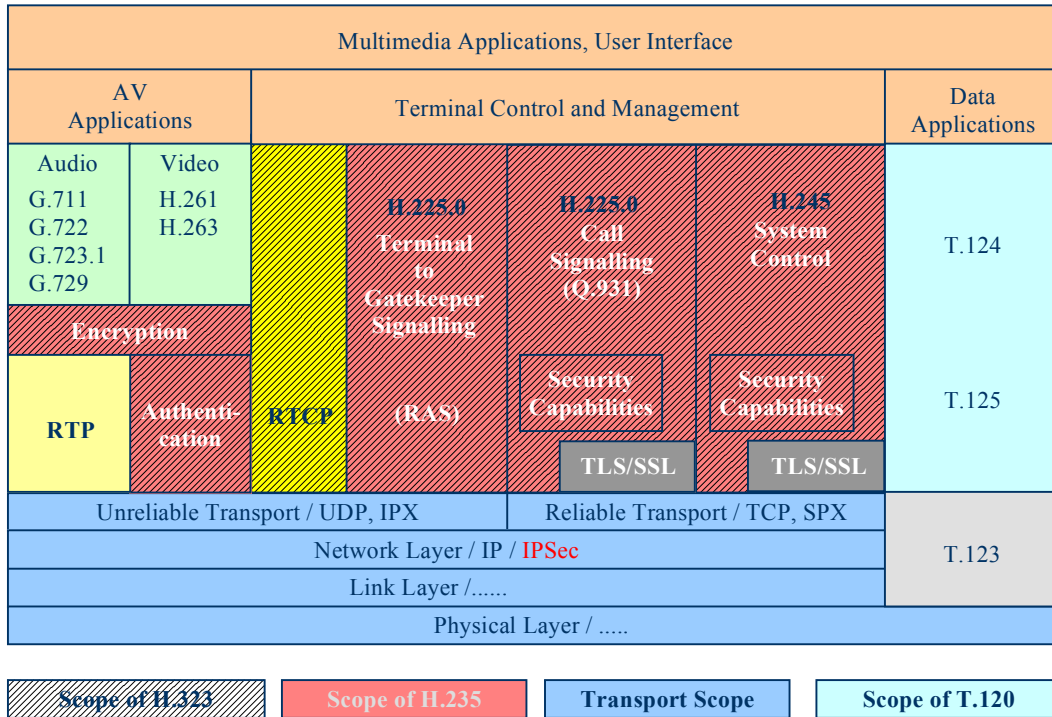 Multimedia Applications, User Interface
AV
Applications
Terminal Control and Management
Data
Applications
Audio
G.711
G.722
G.723.1
G.729
Video
H.261
H.263
Encryption
RTP
Authenti-
cation
RTCP
H.225.0
Terminal
to
Gatekeeper
Signalling
(RAS)
H.225.0
Call
Signalling
(Q.931)
Security
Capabilities
TLS/SSL
H.245
System
Control
Security
Capabilities
TLS/SSL
T.124
T.125
Unreliable Transport / UDP, IPX
Reliable Transport / TCP, SPX
Network Layer / IP / IPSec
Link Layer /......
T.123
Physical Layer / .....
Scope of H.323
Scope of H.235
Transport Scope
Scope of T.120